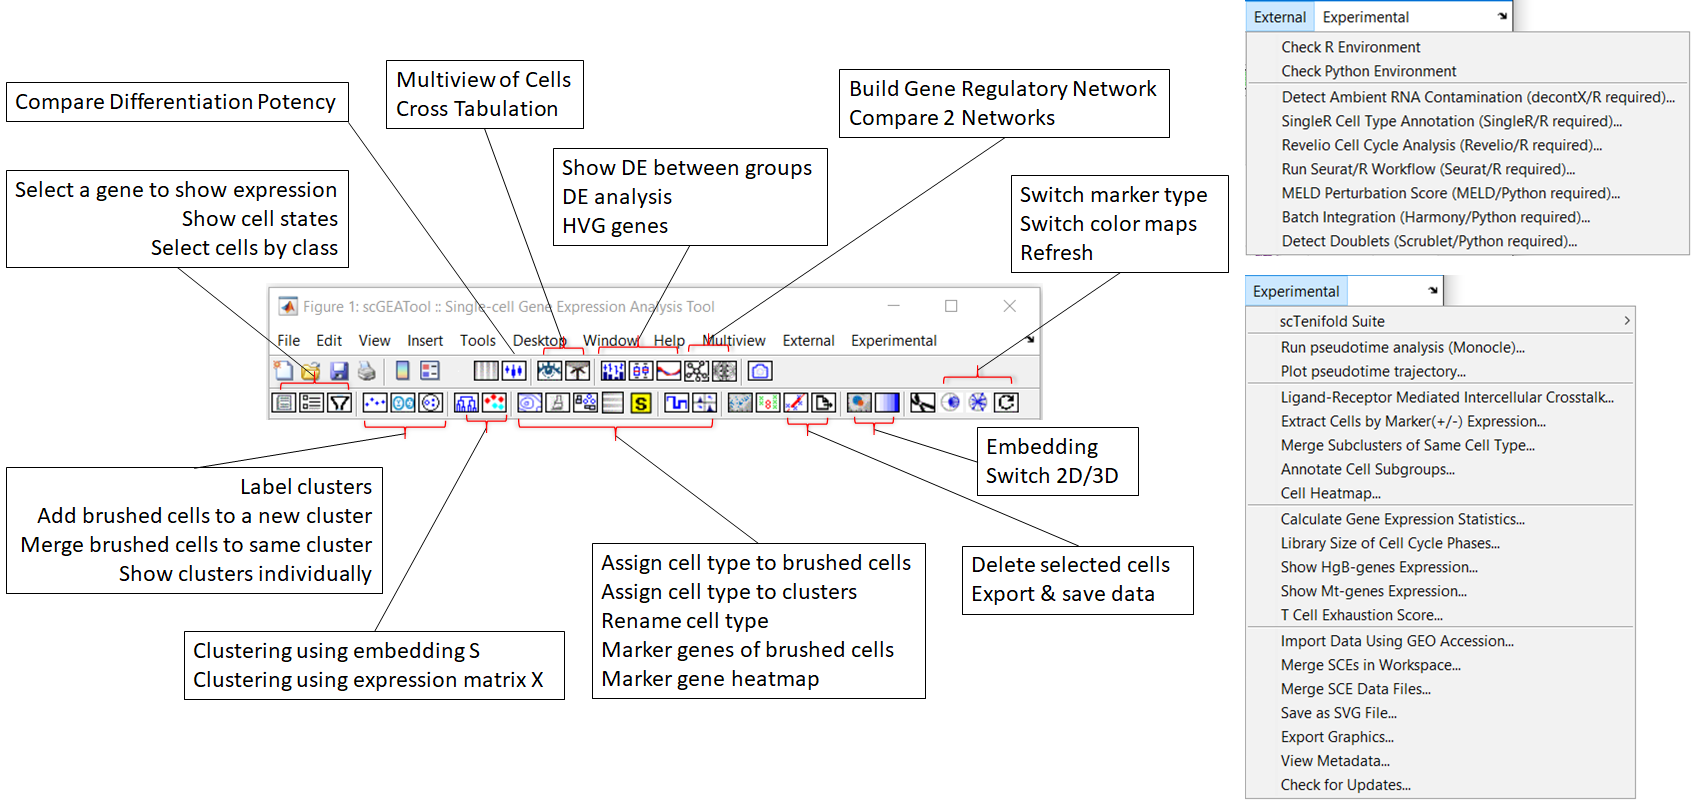 Compare Differentiation Potency
Multiview of Cells
Cross Tabulation
Build Gene Regulatory Network
Compare 2 Networks
Select a gene to show expression
Show cell states
Select cells by class
Show DE between groups
DE analysis
HVG genes
Switch marker type
Switch color maps
Refresh
Figure 1: scGEATool :: Single-cell Gene Expression Analysis Tool
File Edit View Insert Tools Desktop Window Help Multiview External Experimental
S
Label clusters
Add brushed cells to a new cluster
Merge brushed cells to same cluster
Show clusters individually
Clustering using embedding S
Clustering using expression matrix X
Assign cell type to brushed cells
Assign cell type to clusters
Rename cell type
Marker genes of brushed cells
Marker gene heatmap
Embedding
Switch 2D/3D
Delete selected cells
Export & save data
External Experimental
Check R Environment
Check Python Environment
Detect Ambient RNA Contamination (decontX/R required)...
SingleR Cell Type Annotation (SingleR/R required)...
Revelio Cell Cycle Analysis (Revelio/R required)...
Run Seurat/R Workflow (Seurat/R required)...
MELD Perturbation Score (MELD/Python required)...
Batch Integration (Harmony/Python required)...
Detect Doublets (Scrublet/Python required)...
Experimental
scTenifold Suite
Run pseudotime analysis (Monocle)...
Plot pseudotime trajectory...
Ligand-Receptor Mediated Intercellular Crosstalk...
Extract Cells by Marker(+/-) Expression...
Merge Subclusters of Same Cell Type...
Annotate Cell Subgroups...
Cell Heatmap...
Calculate Gene Expression Statistics...
Library Size of Cell Cycle Phases...
Show HgB-genes Expression...
Show Mt-genes Expression...
T Cell Exhaustion Score...
Import Data Using GEO Accession...
Merge SCEs in Workspace...
Merge SCE Data Files...
Save as SVG File...
Export Graphics...
View Metadata...
Check for Updates...